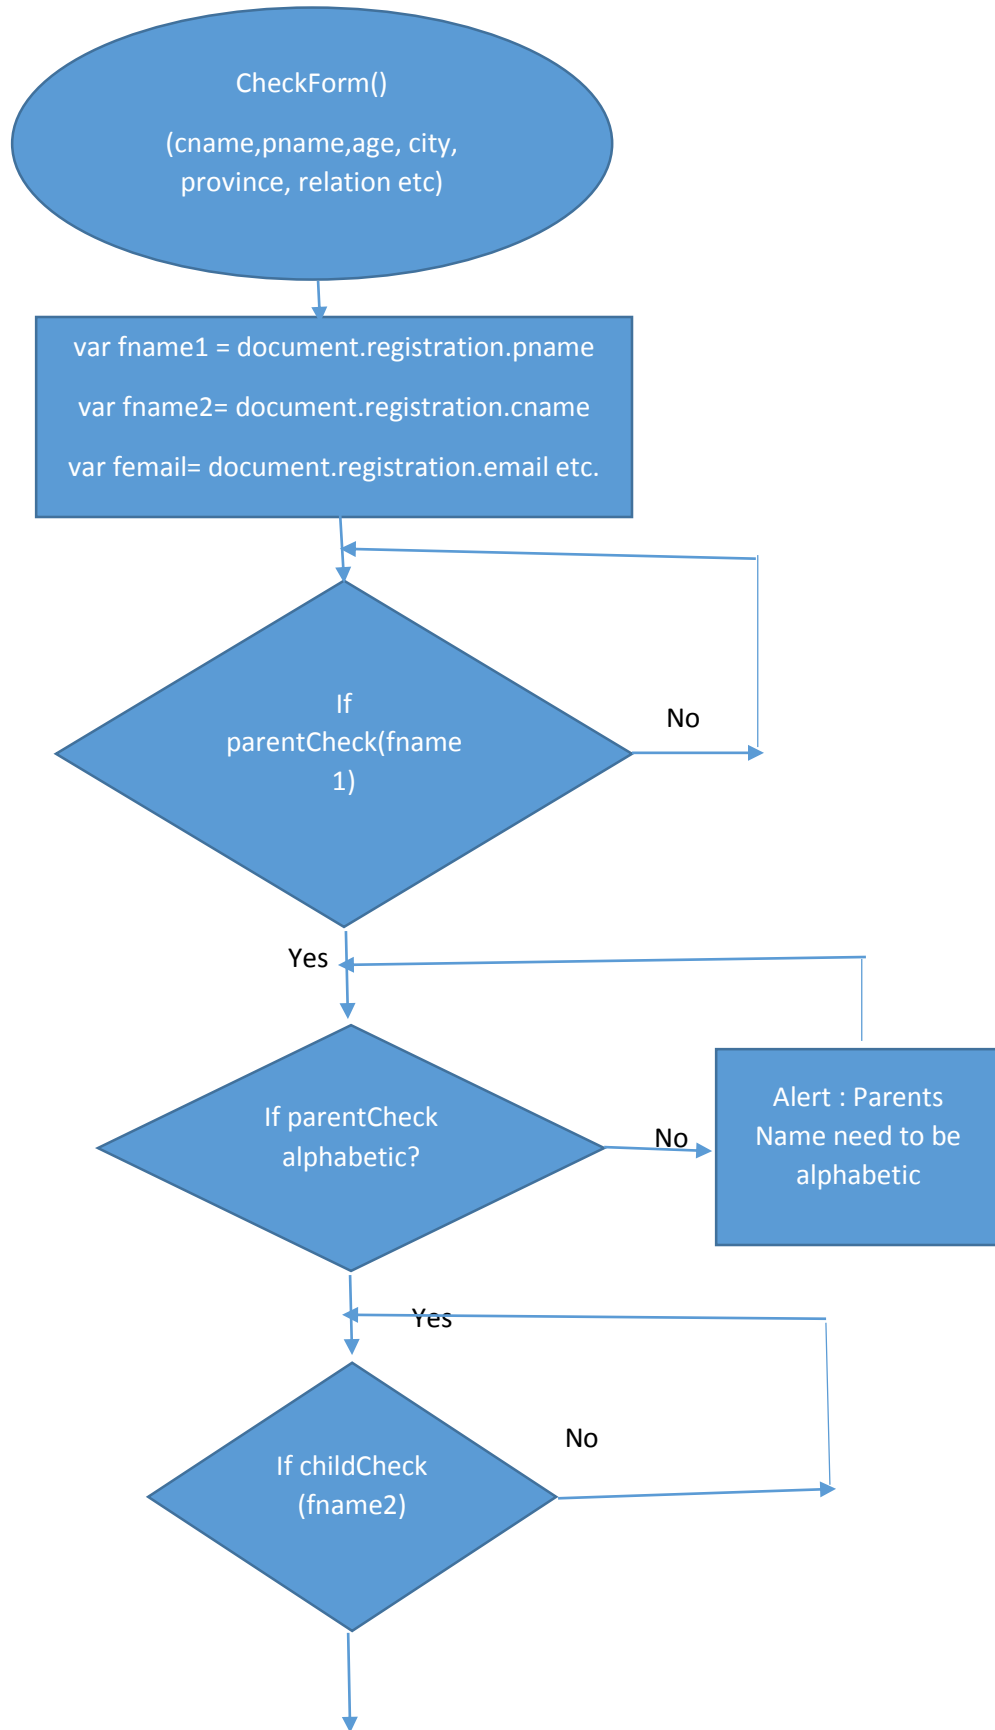 CheckForm()
(cname,pname,age, city,
province, relation etc)
var fname1 = document.registration.pname
var fname2= document.registration.cname
var femail= document.registration.email etc.
If
parentCheck(fname
1)
No
Yes
If parentCheck
alphabetic?
No
Alert : Parents
Name need to be
alphabetic
Yes
If childCheck
(fname2)
No